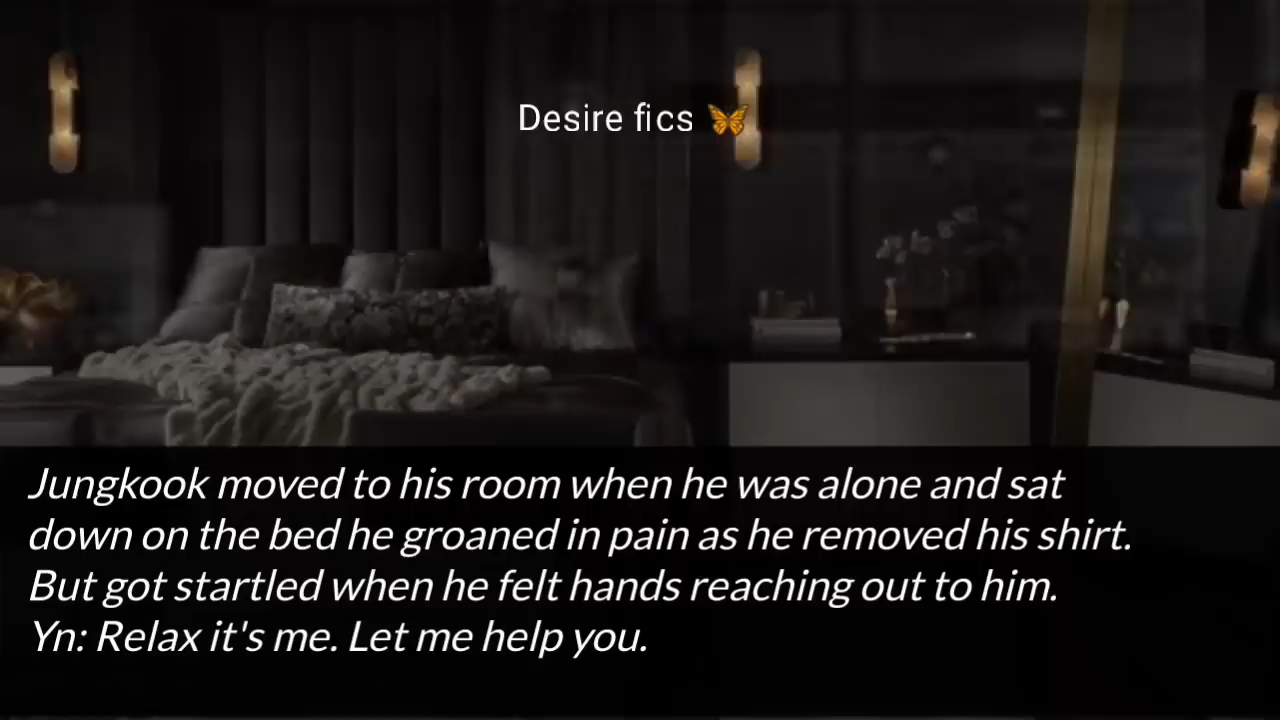 Desire fics 🦋
Jungkook moved to his room when he was alone and sat
down on the bed he groaned in pain as he removed his shirt.
But got startled when he felt hands reaching out to him.
Yn: Relax it's me. Let me help you.